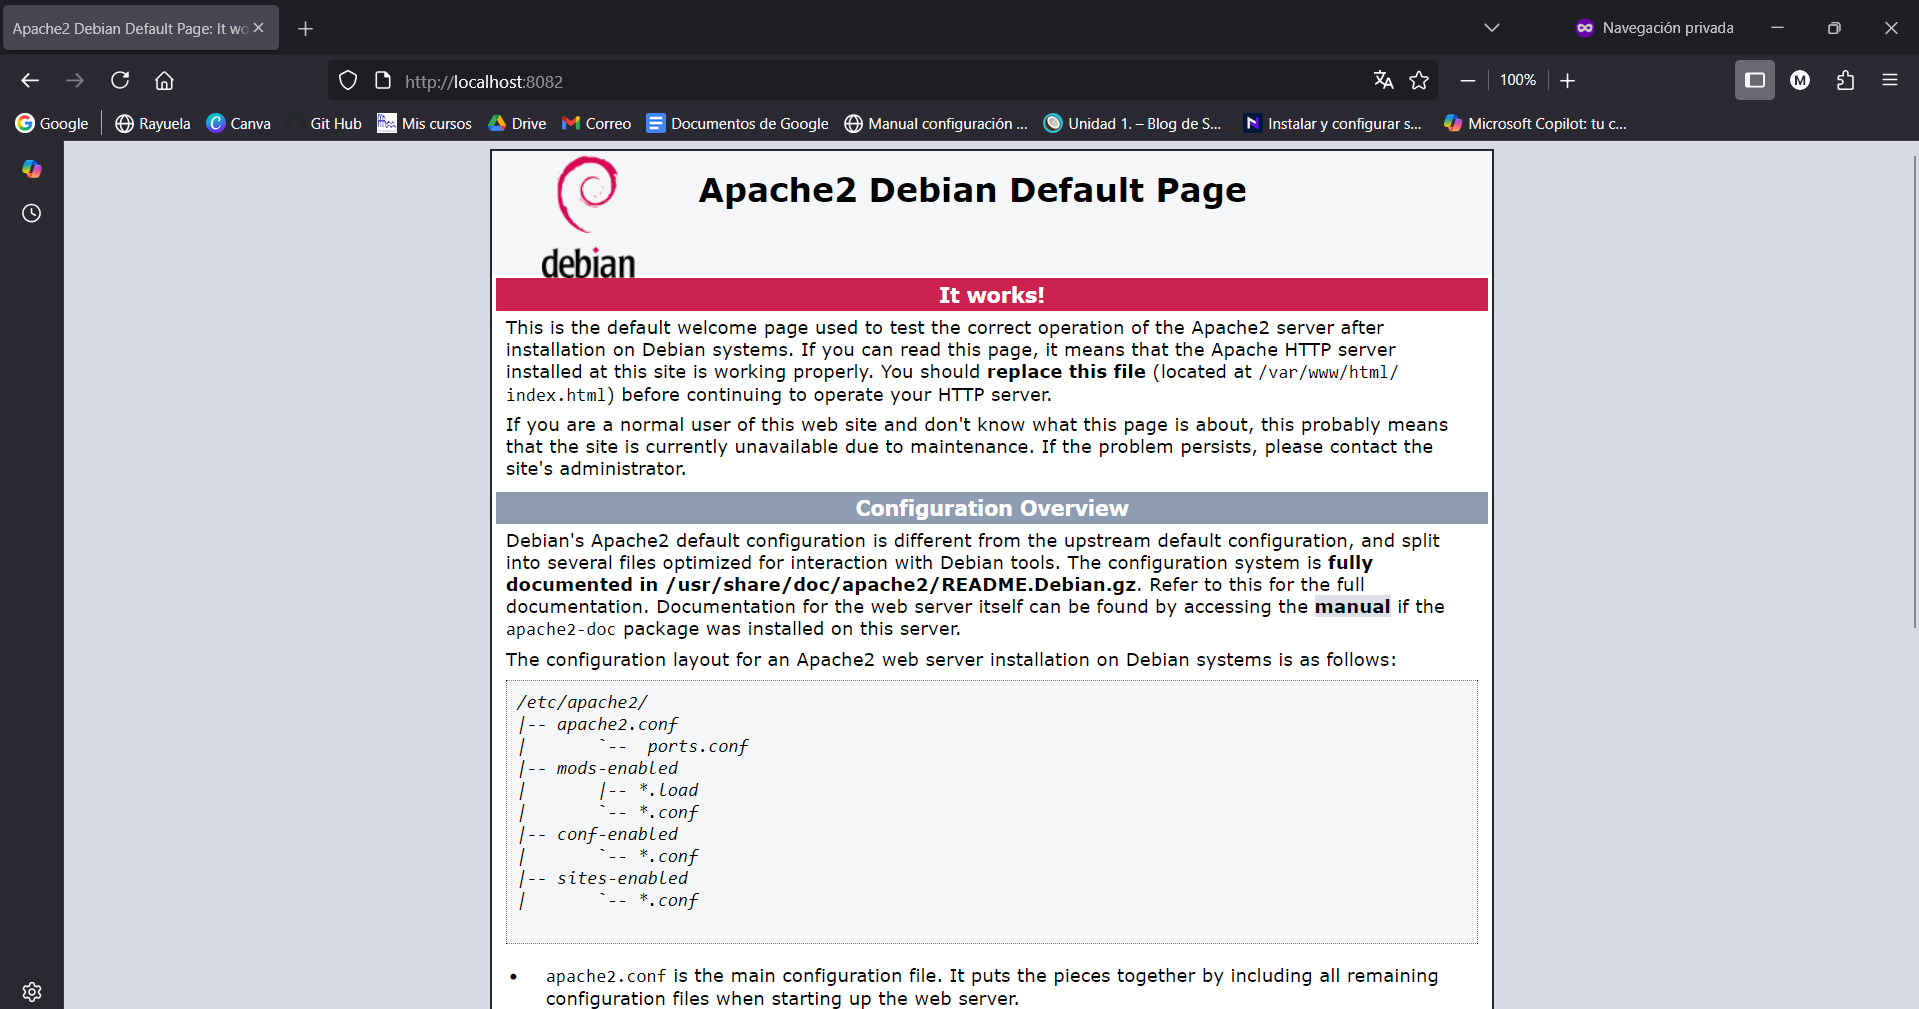 Apache2 Debian Default Page: It wo
Navegación privada
http://localhost:8082
100%
M
Google
Rayuela
Canva
Git Hub
Mis cursos
Drive
Correo
Documentos de Google
Manual configuración ...
Unidad 1. – Blog de S...
Instalar y configurar s...
Microsoft Copilot: tu c...
debian
Apache2 Debian Default Page
It works!
This is the default welcome page used to test the correct operation of the Apache2 server after
installation on Debian systems. If you can read this page, it means that the Apache HTTP server
installed at this site is working properly. You should replace this file (located at /var/www/html/
index.html) before continuing to operate your HTTP server.
If you are a normal user of this web site and don't know what this page is about, this probably means
that the site is currently unavailable due to maintenance. If the problem persists, please contact the
site's administrator.
Configuration Overview
Debian's Apache2 default configuration is different from the upstream default configuration, and split
into several files optimized for interaction with Debian tools. The configuration system is fully
documented in /usr/share/doc/apache2/README.Debian.gz. Refer to this for the full
documentation. Documentation for the web server itself can be found by accessing the manual if the
apache2-doc package was installed on this server.
The configuration layout for an Apache2 web server installation on Debian systems is as follows:
/etc/apache2/
|-- apache2.conf
|       `--  ports.conf
|-- mods-enabled
|       |-- *.load
|       `-- *.conf
|-- conf-enabled
|       `-- *.conf
|-- sites-enabled
|       `-- *.conf
• apache2.conf is the main configuration file. It puts the pieces together by including all remaining
configuration files when starting up the web server.